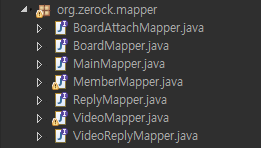 org.zerock.mapper
BoardAttachMapper.java
BoardMapper.java
MainMapper.java
MemberMapper.java
ReplyMapper.java
VideoMapper.java
VideoReplyMapper.java